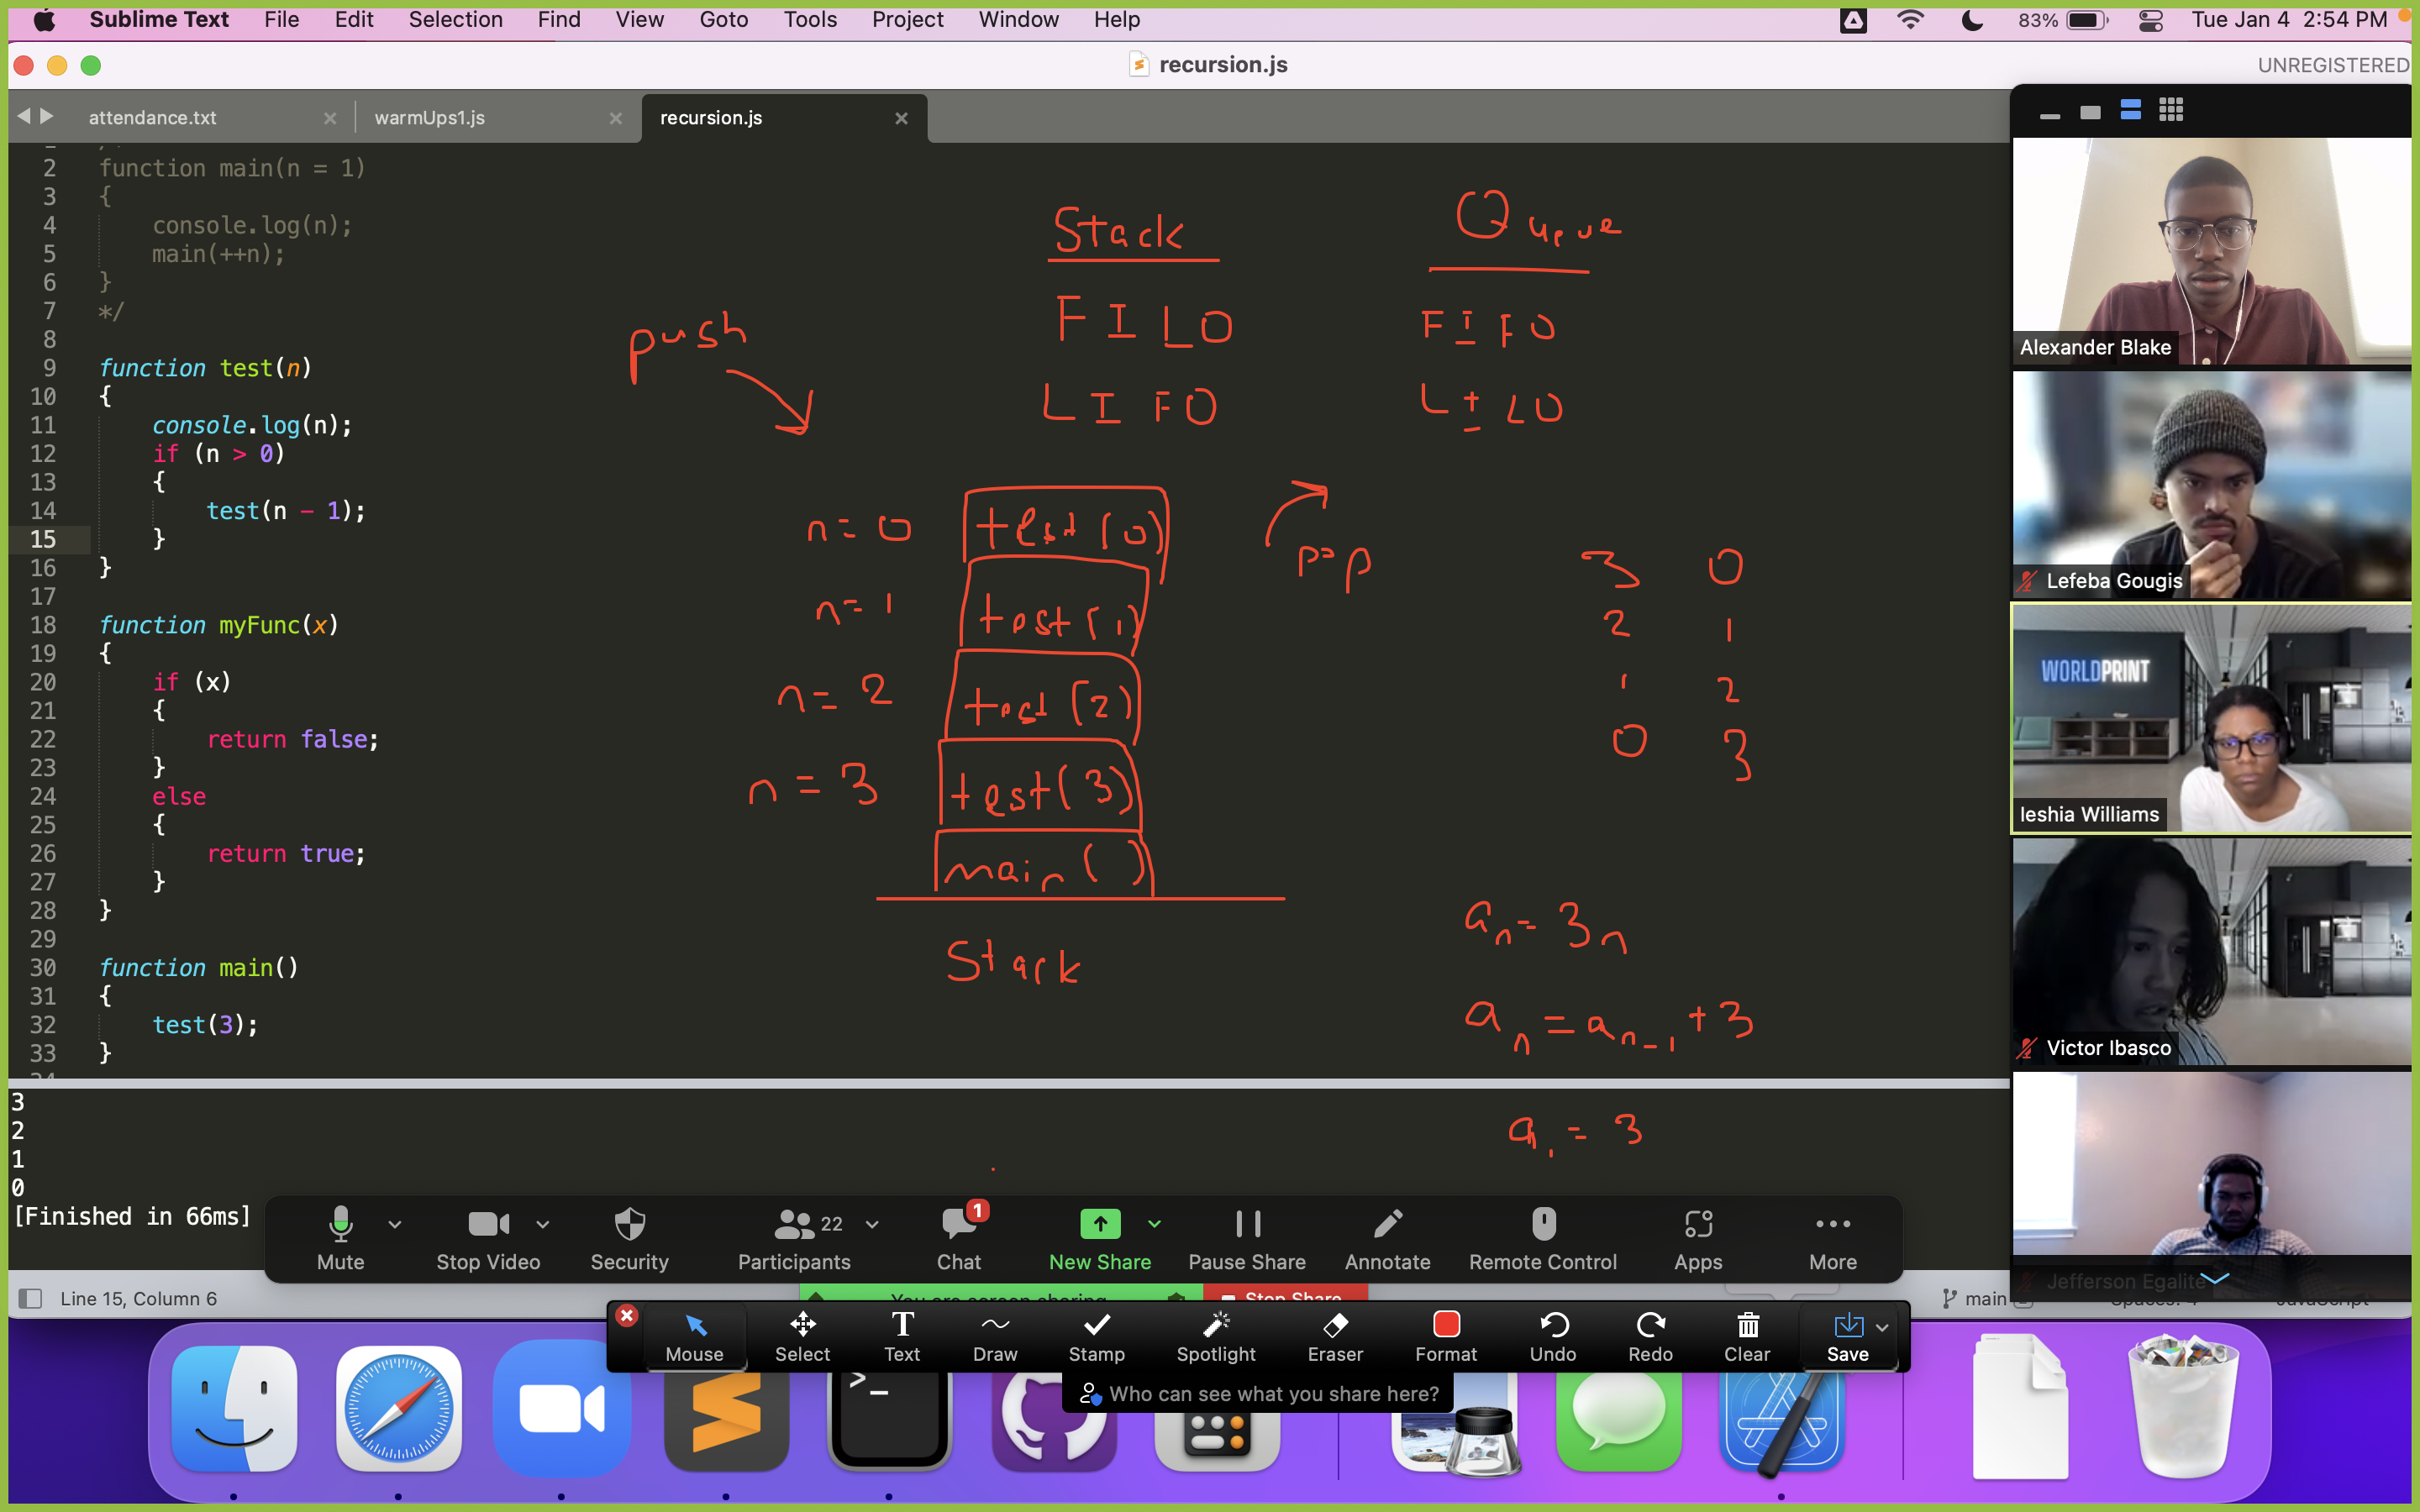 Sublime Text File Edit Selection Find View Goto Tools Project Window Help 83% Tue Jan 4 2:54 PM
recursion.js UNREGISTERED
attendance.txt warmUps1.js recursion.js
2 function main(n = 1)
3 {
4 console.log(n);
5 main(++n);
6 }
7 */
8
9 function test(n)
10 {
11 console.log(n);
12 if (n > 0)
13 {
14 test(n - 1);
15 }
16 }
17
18 function myFunc(x)
19 {
20 if (x)
21 {
22 return false;
23 }
24 else
25 {
26 return true;
27 }
28 }
29
30 function main()
31 {
32 test(3);
33 }
3
2
1
0
[Finished in 66ms]
Stack Queue
FILO FIFO
LIFO LILO
push
pop
n = 0 test(0)
n = 1 test(1)
n = 2 test(2)
n = 3 test(3)
main()
Stack
3 0
2 1
1 2
0 3
an = 3n
an = an-1 + 3
a1 = 3
Alexander Blake
Lefeba Gougis
WORLDPRINT
Ieshia Williams
Victor Ibasco
Jefferson Egalite
Mute Stop Video Security Participants 22 Chat 1 New Share Pause Share Annotate Remote Control Apps More
Line 15, Column 6 You are screen sharing Stop Share main Spaces: 4 JavaScript
Mouse Select Text Draw Stamp Spotlight Eraser Format Undo Redo Clear Save
Who can see what you share here?